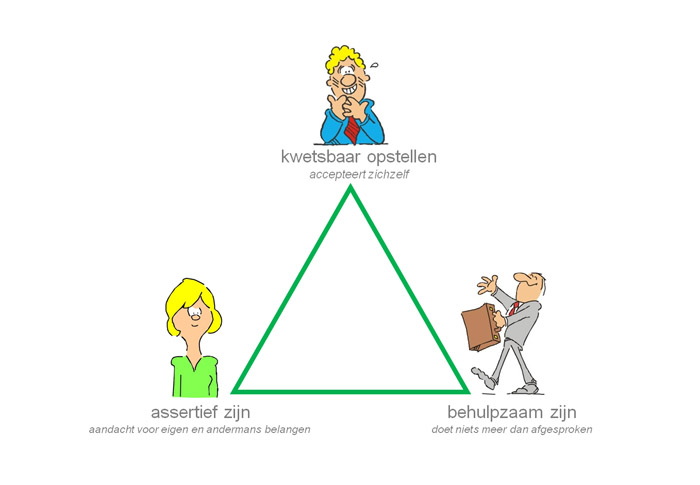 kwetsbaar opstellen
accepteert zichzelf
assertief zijn
aandacht voor eigen en andermans belangen
behulpzaam zijn
doet niets meer dan afgesproken